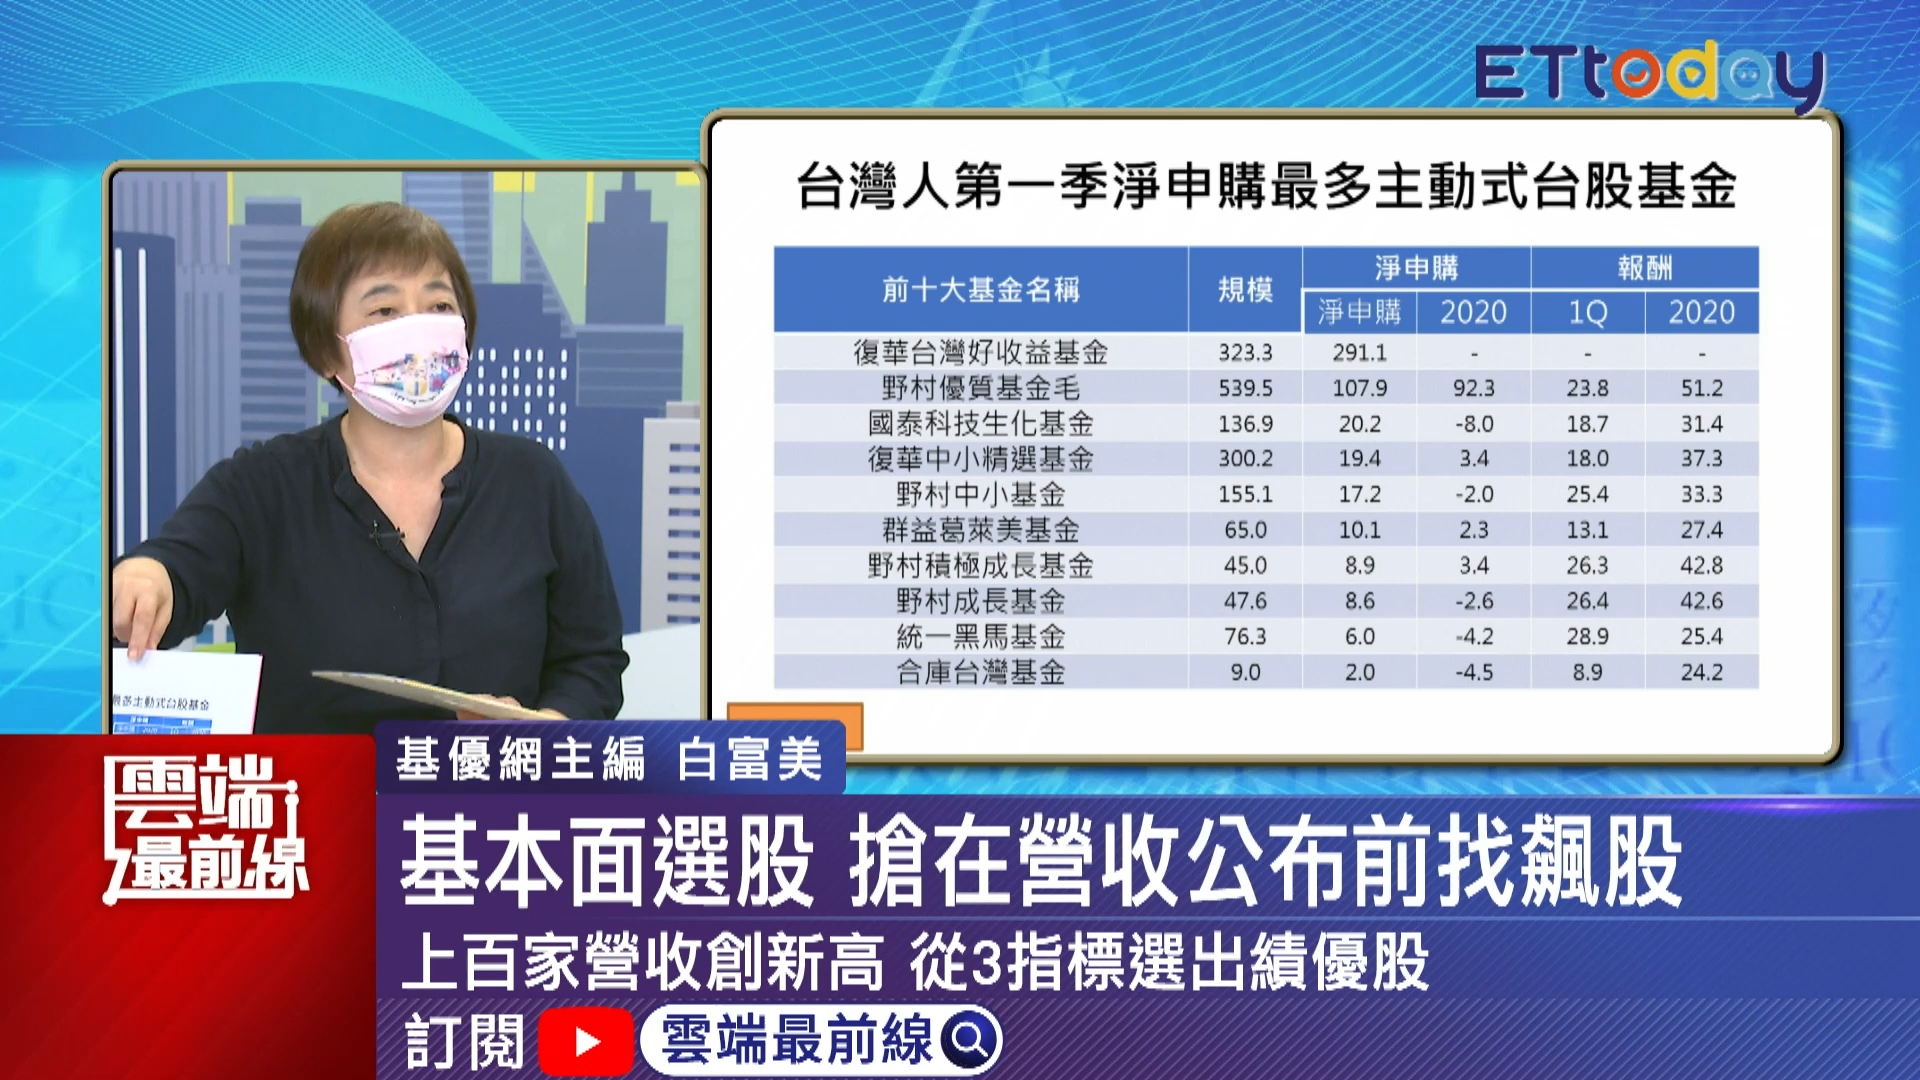 ETtoday
台灣人第一季淨申購最多主動式台股基金
前十大基金名稱 規模 淨申購 報酬
淨申購 2020 1Q 2020
復華台灣好收益基金 323.3 291.1 - - -
野村優質基金毛 539.5 107.9 92.3 23.8 51.2
國泰科技生化基金 136.9 20.2 -8.0 18.7 31.4
復華中小精選基金 300.2 19.4 3.4 18.0 37.3
野村中小基金 155.1 17.2 -2.0 25.4 33.3
群益葛萊美基金 65.0 10.1 2.3 13.1 27.4
野村積極成長基金 45.0 8.9 3.4 26.3 42.8
野村成長基金 47.6 8.6 -2.6 26.4 42.6
統一黑馬基金 76.3 6.0 -4.2 28.9 25.4
合庫台灣基金 9.0 2.0 -4.5 8.9 24.2
最多主動式台股基金
基優網主編 白富美
雲端
最前線
基本面選股 搶在營收公布前找飆股
上百家營收創新高 從3指標選出績優股
訂閱 雲端最前線